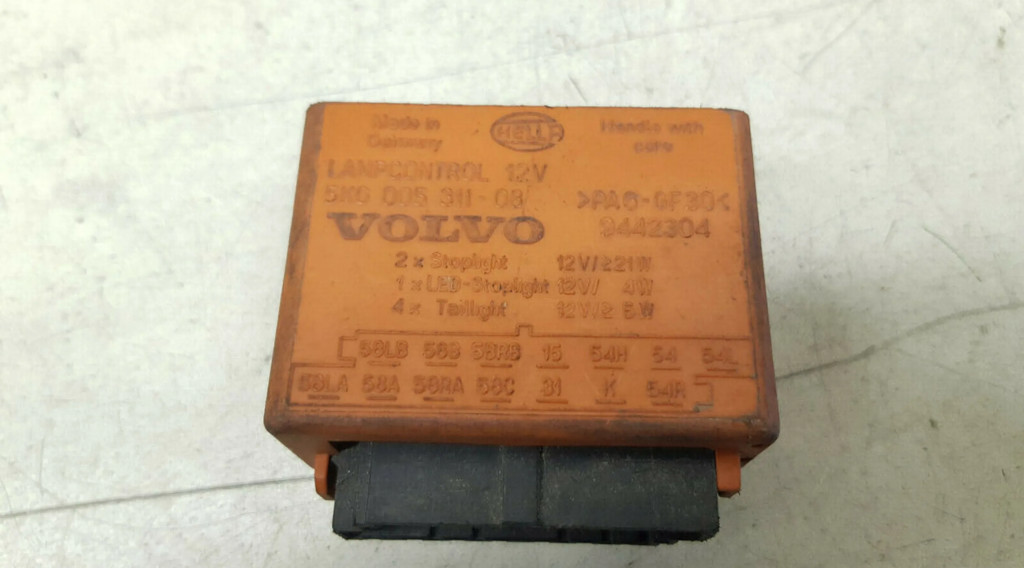 Made in Germany
HELLA
Handle with care
LAMPCONTROL 12V
5KG 005 311-08 >PA6-GF30<
VOLVO 9442304
2 x Stoplight 12V/≥21W
1 x LED-Stoplight 12V/ 4W
4 x Taillight 12V/≥ 5W
58LB 58B 58RB 15 54H 54 54L
58LA 58A 58RA 58C 31 K 54R